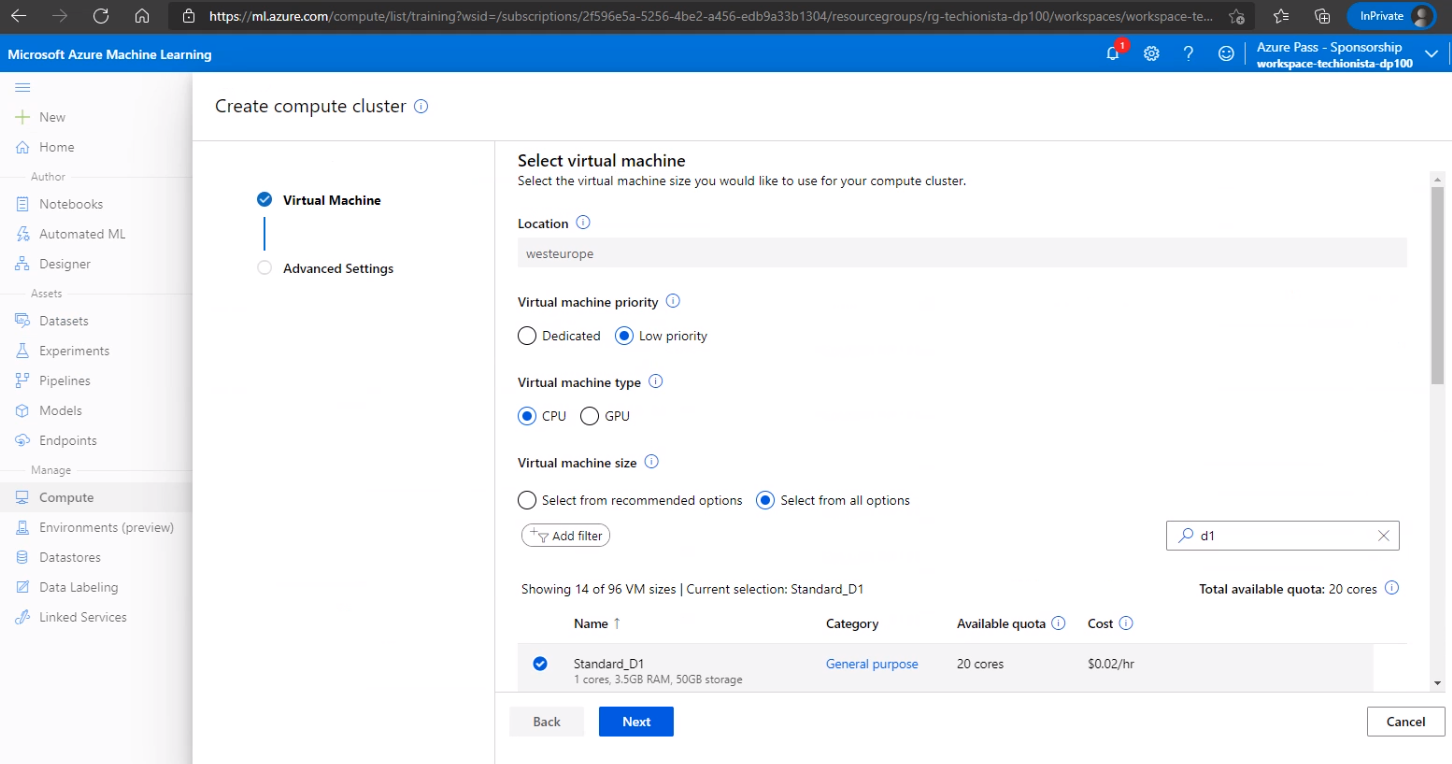 https://ml.azure.com/compute/list/training?wsid=/subscriptions/2f596e5a-5256-4be2-a456-edb9a33b1304/resourcegroups/rg-techionista-dp100/workspaces/workspace-te...
InPrivate
Microsoft Azure Machine Learning
1
Azure Pass - Sponsorship
workspace-techionista-dp100
New
Home
Author
Notebooks
Automated ML
Designer
Assets
Datasets
Experiments
Pipelines
Models
Endpoints
Manage
Compute
Environments (preview)
Datastores
Data Labeling
Linked Services
Create compute cluster
Virtual Machine
Advanced Settings
Select virtual machine
Select the virtual machine size you would like to use for your compute cluster.
Location
westeurope
Virtual machine priority
Dedicated Low priority
Virtual machine type
CPU GPU
Virtual machine size
Select from recommended options Select from all options
Add filter
d1
Showing 14 of 96 VM sizes | Current selection: Standard_D1
Total available quota: 20 cores
Name ↑ Category Available quota Cost
Standard_D1 General purpose 20 cores $0.02/hr
1 cores, 3.5GB RAM, 50GB storage
Back Next Cancel